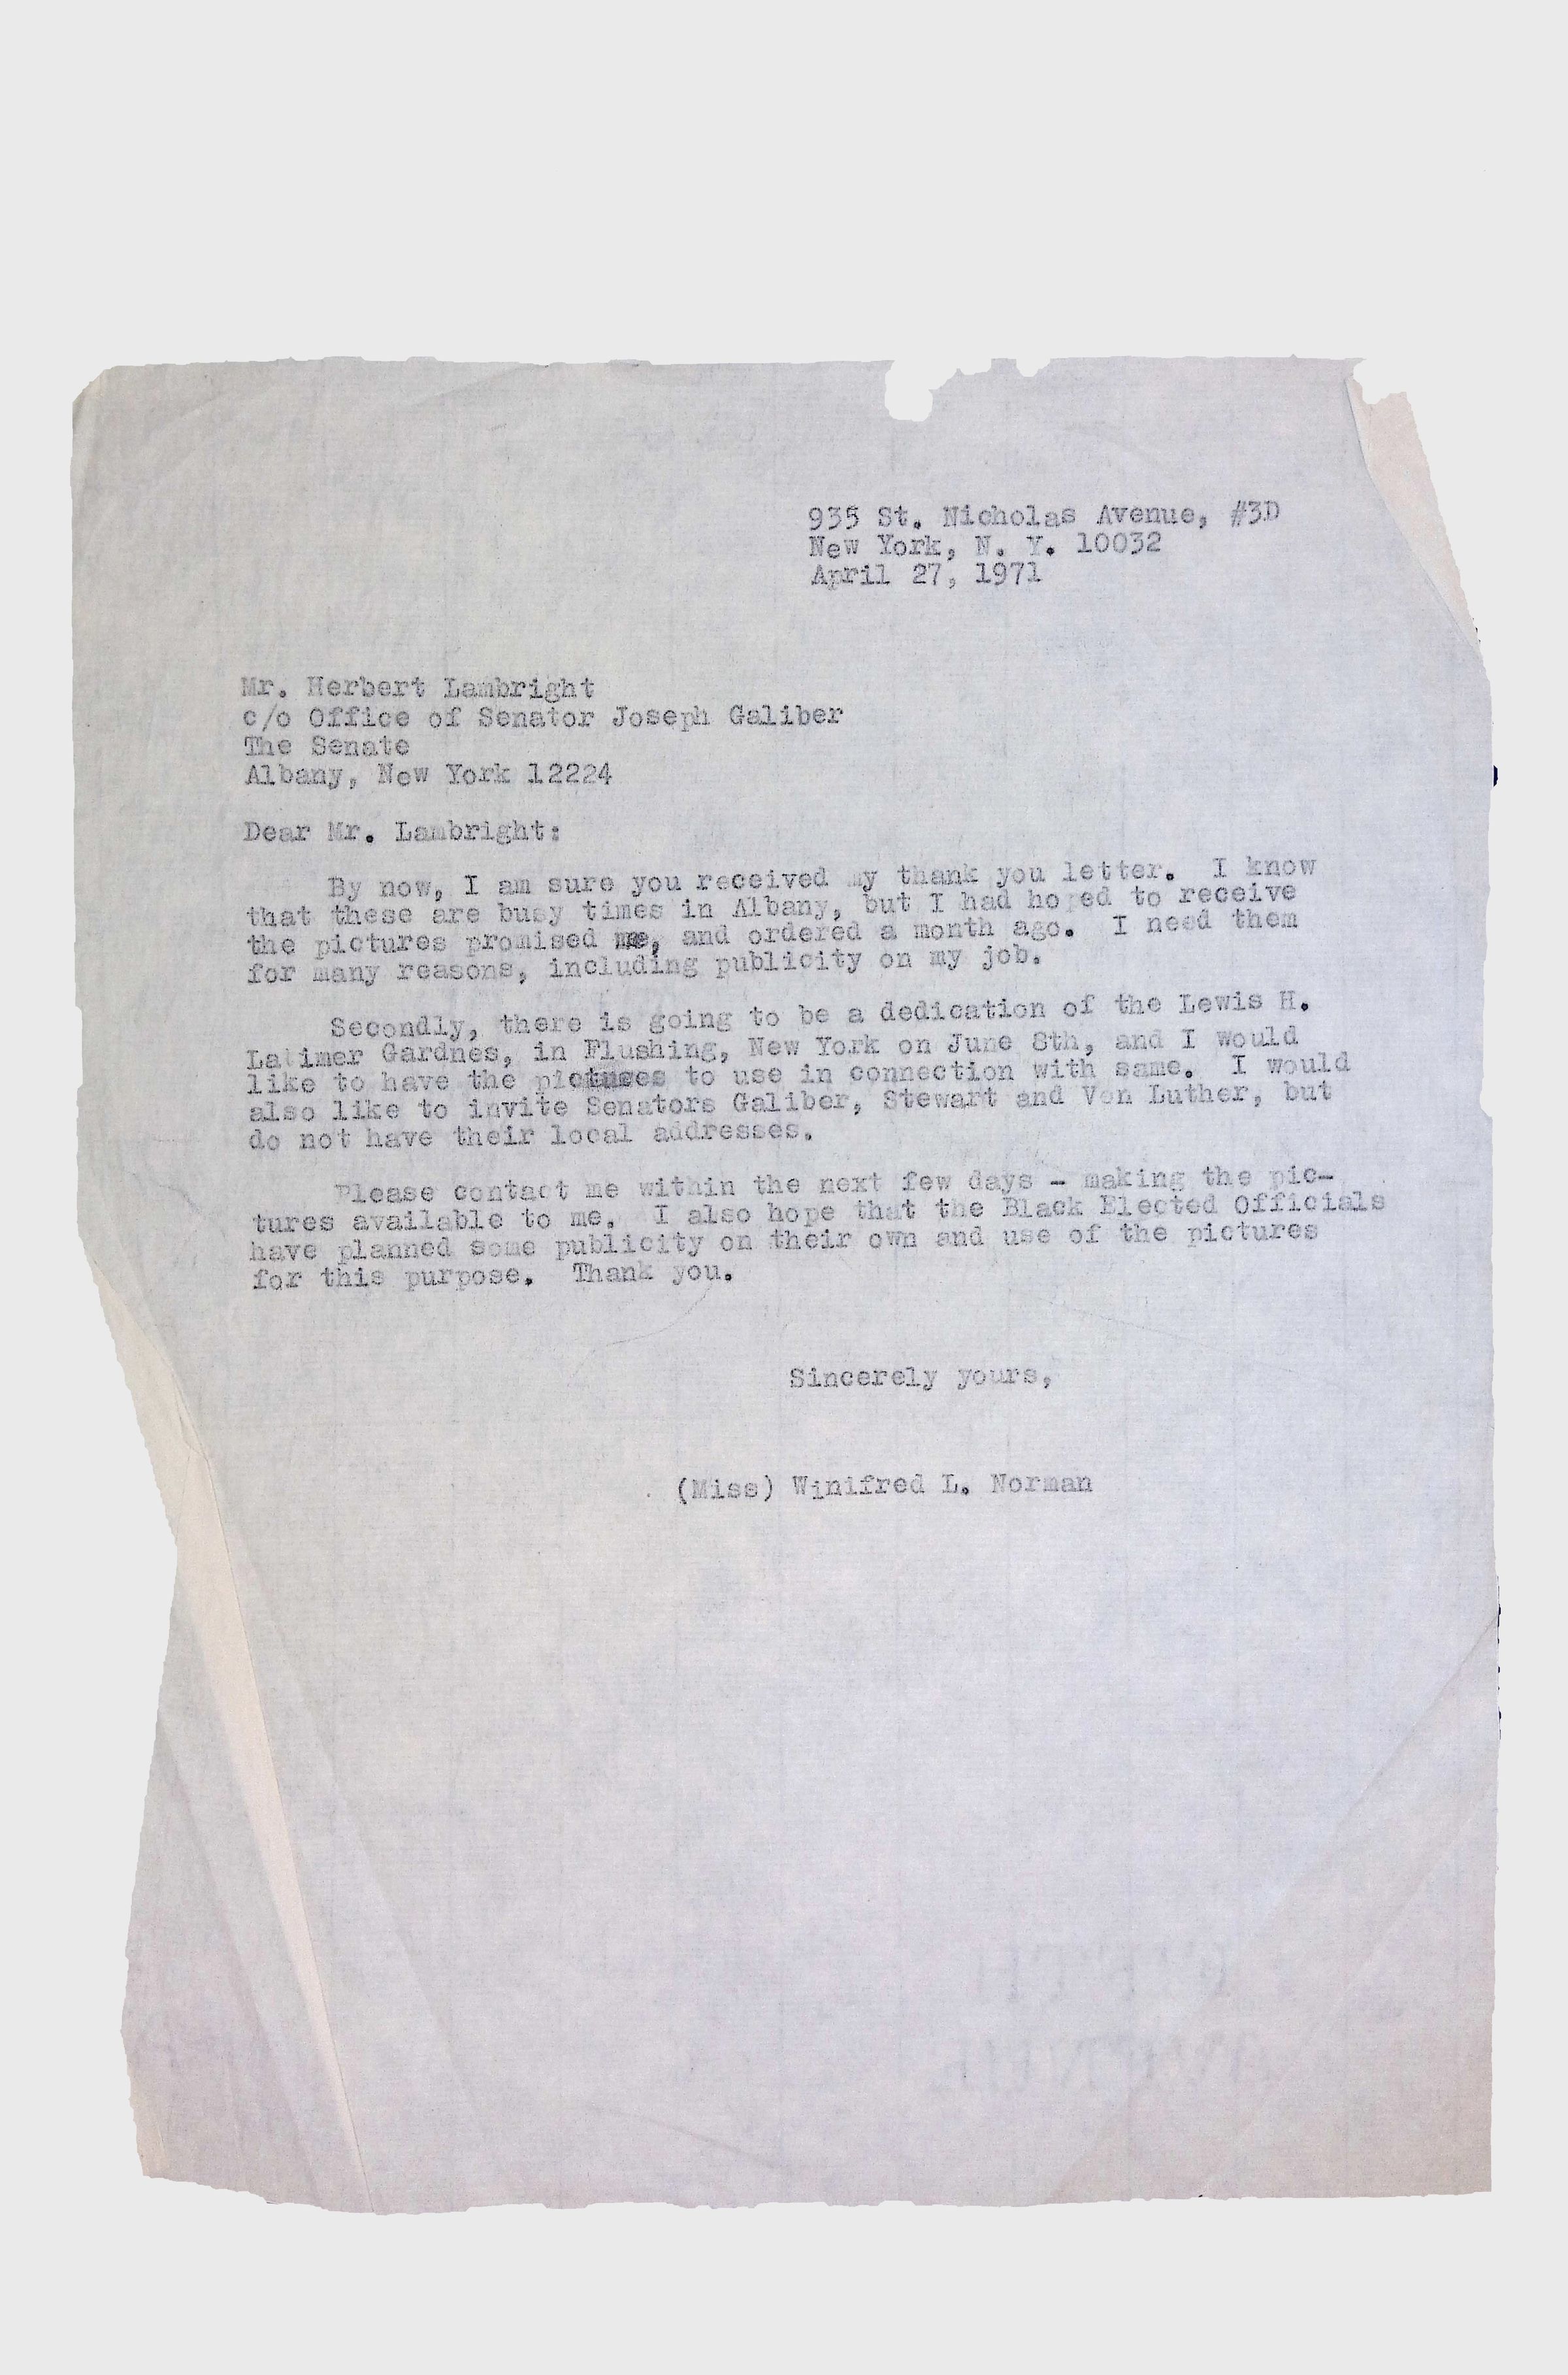 935 St. Nicholas Avenue, #3D
New York, N. Y. 10032
April 27, 1971
Mr. Herbert Lambright
c/o Office of Senator Joseph Galiber
The Senate
Albany, New York 12224
Dear Mr. Lambright:
By now, I am sure you received my thank you letter. I know
that these are busy times in Albany, but I had hoped to receive
the pictures promised me, and ordered a month ago. I need them
for many reasons, including publicity on my job.
Secondly, there is going to be a dedication of the Lewis H.
Latimer Gardnes, in Flushing, New York on June 8th, and I would
like to have the pictures to use in connection with same. I would
also like to invite Senators Galiber, Stewart and Von Luther, but
do not have their local addresses.
Please contact me within the next few days - making the pic-
tures available to me. I also hope that the Black Elected Officials
have planned some publicity on their own and use of the pictures
for this purpose. Thank you.
Sincerely yours,
(Miss) Winifred L. Norman